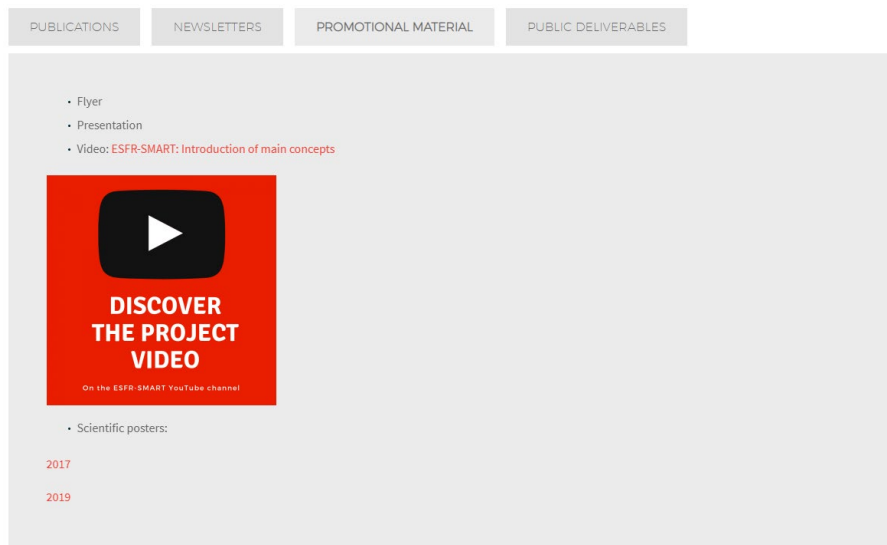 PUBLICATIONS NEWSLETTERS PROMOTIONAL MATERIAL PUBLIC DELIVERABLES
• Flyer
• Presentation
• Video: ESFR-SMART: Introduction of main concepts
DISCOVER
THE PROJECT
VIDEO
On the ESFR-SMART YouTube channel
• Scientific posters:
2017
2019